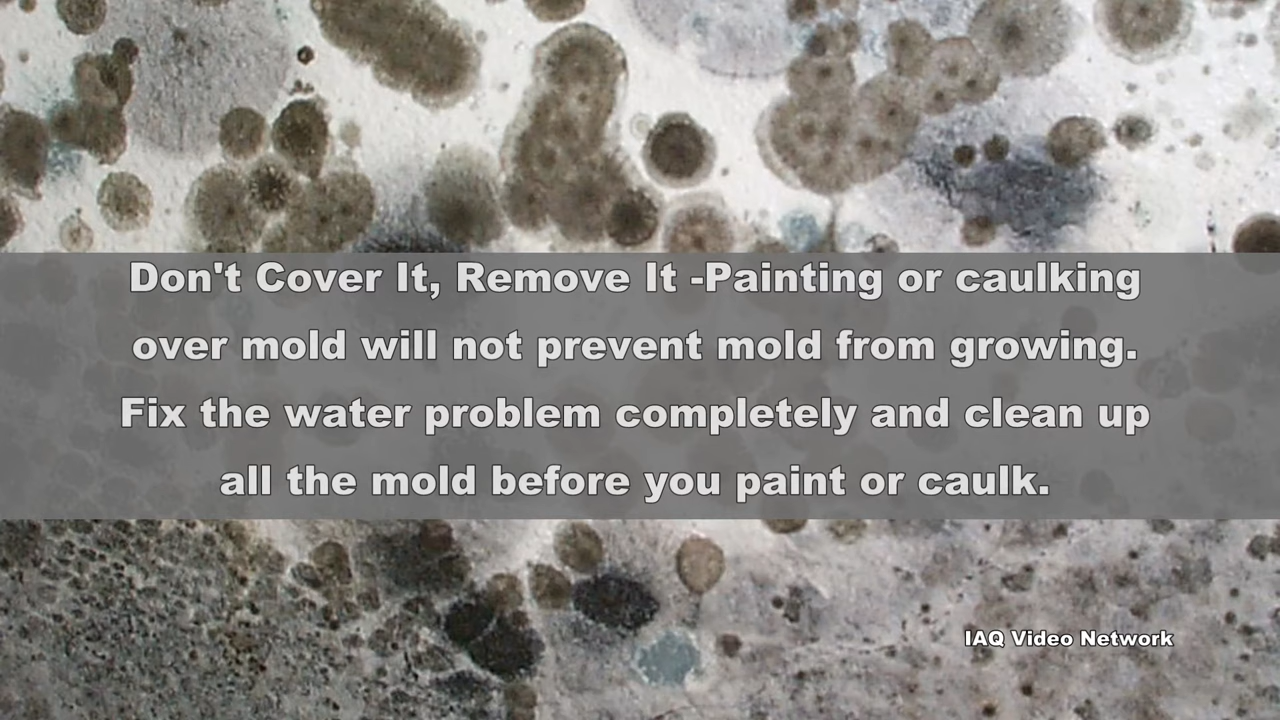 Don't Cover It, Remove It -Painting or caulking
over mold will not prevent mold from growing.
Fix the water problem completely and clean up
all the mold before you paint or caulk.
IAQ Video Network